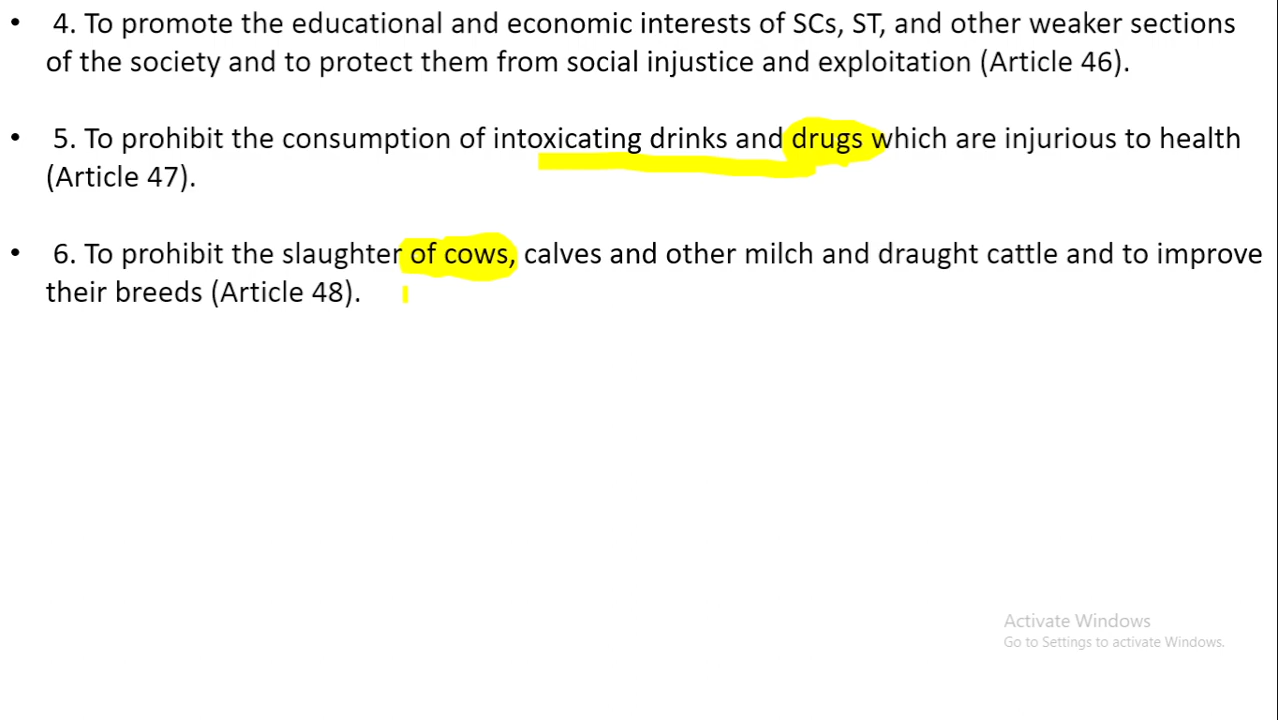 • 4. To promote the educational and economic interests of SCs, ST, and other weaker sections
of the society and to protect them from social injustice and exploitation (Article 46).
• 5. To prohibit the consumption of intoxicating drinks and drugs which are injurious to health
(Article 47).
• 6. To prohibit the slaughter of cows, calves and other milch and draught cattle and to improve
their breeds (Article 48).
Activate Windows
Go to Settings to activate Windows.